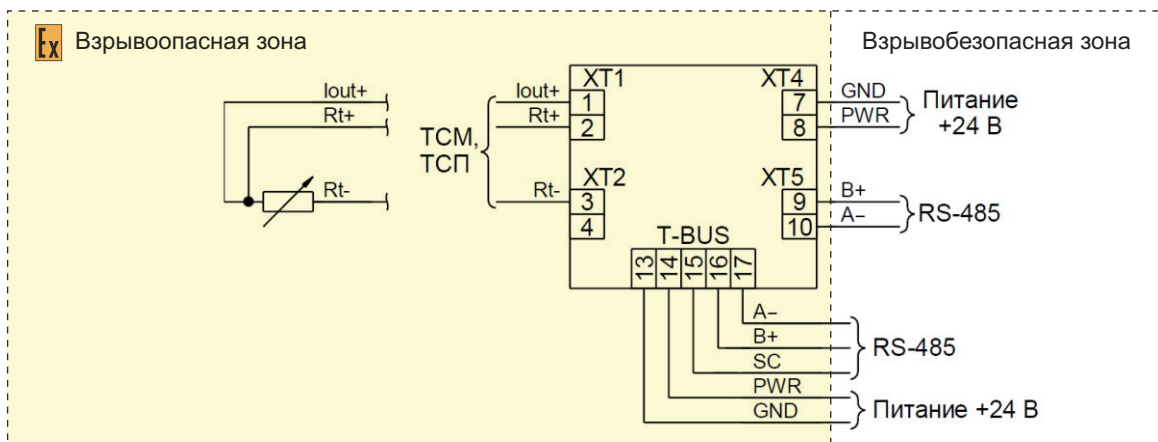 Ex Взрывоопасная зона
Взрывобезопасная зона
Iout+
Rt+
Rt-
ТСМ,
ТСП
Iout+
Rt+
Rt-
XT1
1
2
XT2
3
4
XT4
7
8
XT5
9
10
T-BUS
13 14 15 16 17
GND
PWR
Питание
+24 В
B+
A–
RS-485
A–
B+
SC
RS-485
PWR
GND
Питание +24 В